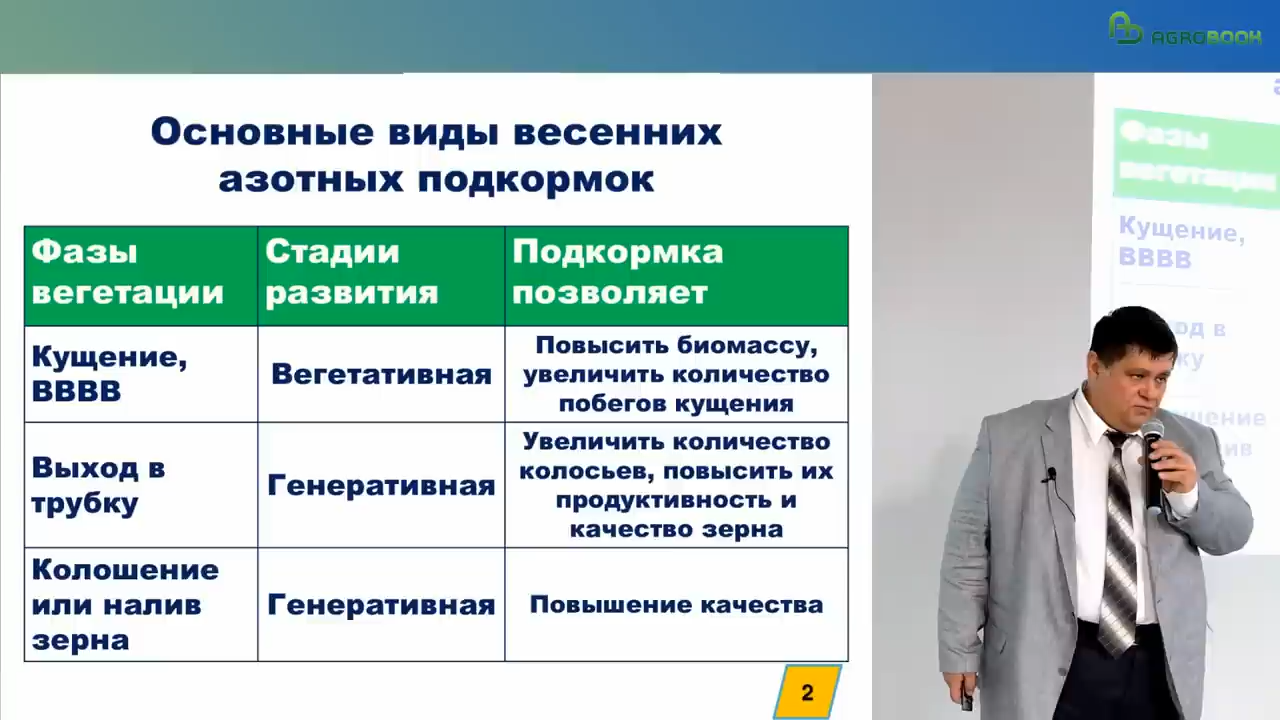 AGROBOOK
Основные виды весенних
азотных подкормок
Фазы
вегетации
Стадии
развития
Подкормка
позволяет
Кущение,
ВВВВ
Вегетативная
Повысить биомассу,
увеличить количество
побегов кущения
Выход в
трубку
Генеративная
Увеличить количество
колосьев, повысить их
продуктивность и
качество зерна
Колошение
или налив
зерна
Генеративная
Повышение качества
2
Фазы
вегетации
Кущение,
ВВВВ